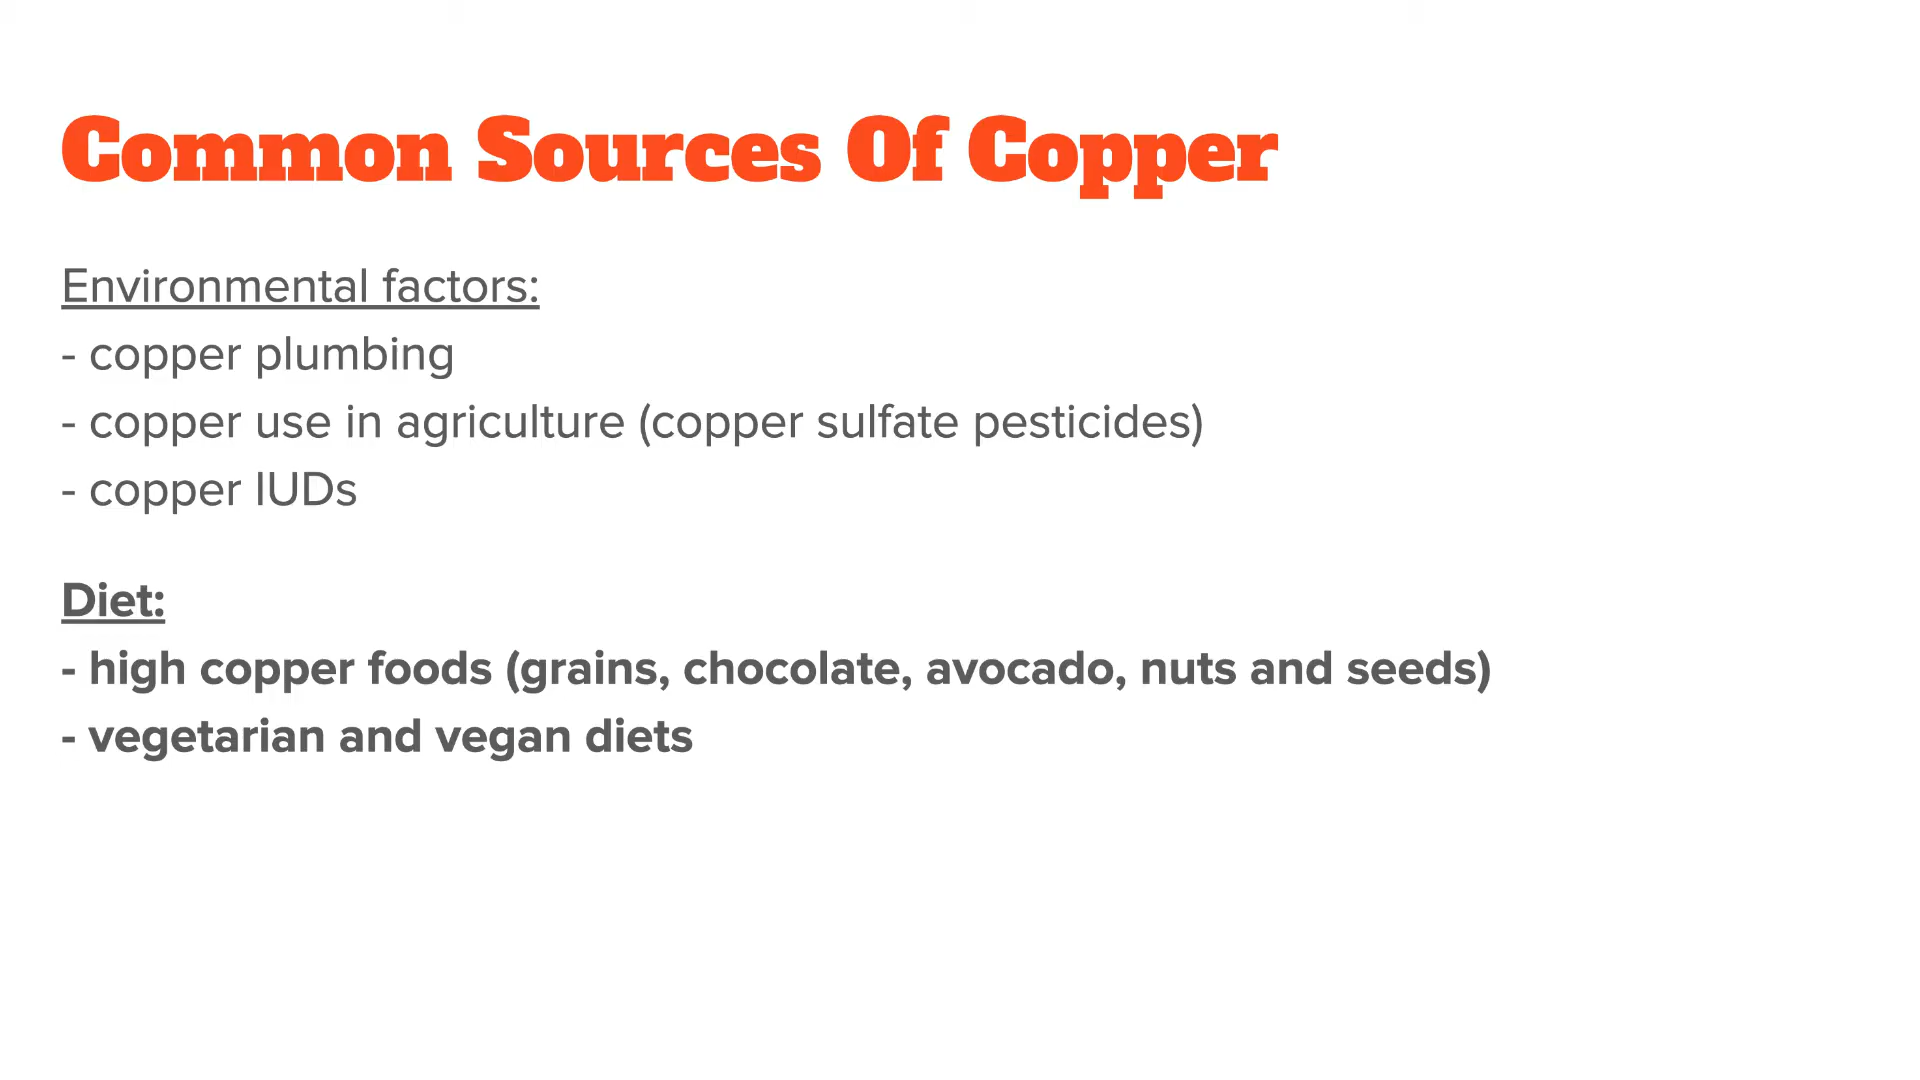 Common Sources Of Copper
Environmental factors:
- copper plumbing
- copper use in agriculture (copper sulfate pesticides)
- copper IUDs
Diet:
- high copper foods (grains, chocolate, avocado, nuts and seeds)
- vegetarian and vegan diets